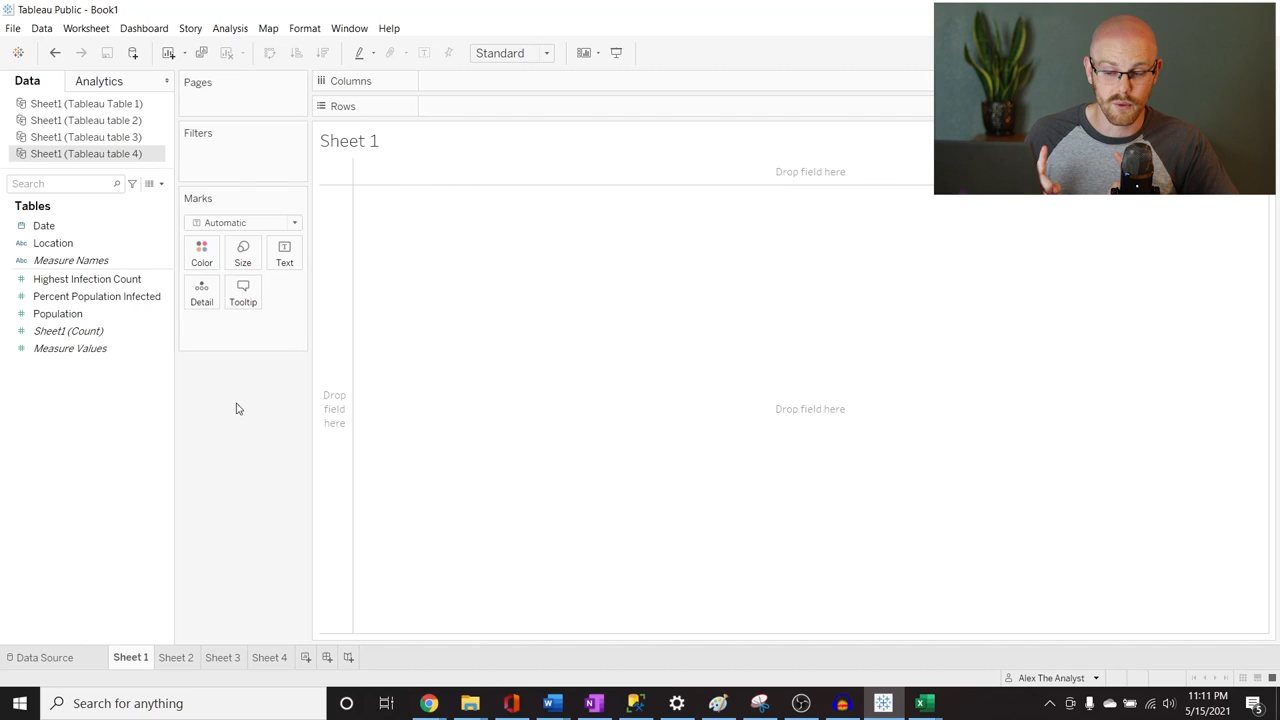 Tableau Public - Book1
File Data Worksheet Dashboard Story Analysis Map Format Window Help
Standard
Data Analytics
Pages
Columns
Rows
Sheet1 (Tableau Table 1)
Sheet1 (Tableau table 2)
Sheet1 (Tableau table 3)
Sheet1 (Tableau table 4)
Filters
Sheet 1
Search
Tables
Date
Abc Location
Abc Measure Names
Highest Infection Count
Percent Population Infected
Population
Sheet1 (Count)
Measure Values
Marks
Automatic
Color Size Text
Detail Tooltip
Drop field here
Drop
field
here
Drop field here
Data Source Sheet 1 Sheet 2 Sheet 3 Sheet 4
Alex The Analyst
Search for anything
11:11 PM
5/15/2021
5